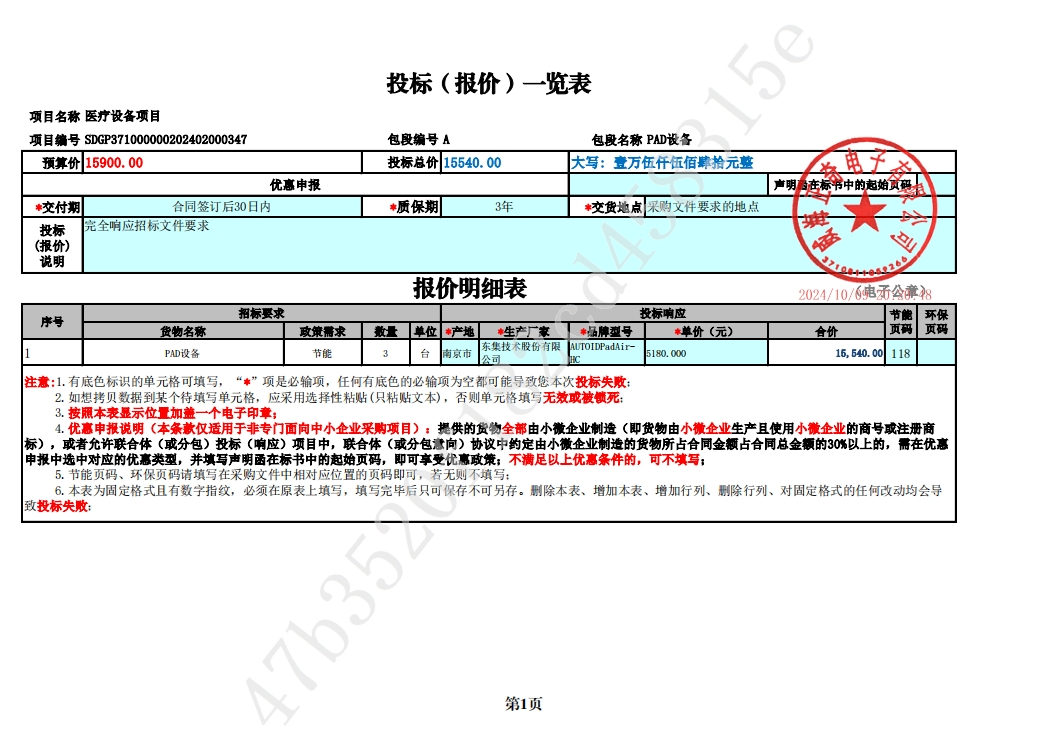 投标（报价）一览表
项目名称 医疗设备项目
项目编号 SDGP371000000202402000347 包段编号 A 包段名称 PAD设备
预算价 15900.00 投标总价 15540.00 大写：壹万伍仟伍佰肆拾元整
优惠申报 声明函在标书中的起始页码
*交付期 合同签订后30日内 *质保期 3年 *交货地点 采购文件要求的地点
投标
(报价)
说明
完全响应招标文件要求
（电子公章）
报价明细表
序号 招标要求 投标响应 节能页码 环保页码
货物名称 政策需求 数量 单位 *产地 *生产厂家 *品牌型号 *单价（元） 合价
1 PAD设备 节能 3 台 南京市 东集技术股份有限公司 AUTOIDPadAir-HC 5180.000 15,540.00 118
注意:1.有底色标识的单元格可填写，“*”项是必输项，任何有底色的必输项为空都可能导致您本次投标失败;
2.如想拷贝数据到某个待填写单元格，应采用选择性粘贴(只粘贴文本)，否则单元格填写无效或被锁死;
3.按照本表显示位置加盖一个电子印章;
4.优惠申报说明（本条款仅适用于非专门面向中小企业采购项目）：提供的货物全部由小微企业制造（即货物由小微企业生产且使用小微企业的商号或注册商
标），或者允许联合体（或分包）投标（响应）项目中，联合体（或分包意向）协议中约定由小微企业制造的货物所占合同金额占合同总金额的30%以上的，需在优惠
申报中选中对应的优惠类型，并填写声明函在标书中的起始页码，即可享受优惠政策；不满足以上优惠条件的，可不填写;
5.节能页码、环保页码请填写在采购文件中相对应位置的页码即可，若无则不填写;
6.本表为固定格式且有数字指纹，必须在原表上填写，填写完毕后只可保存不可另存。删除本表、增加本表、增加行列、删除行列、对固定格式的任何改动均会导
致投标失败;
第1页